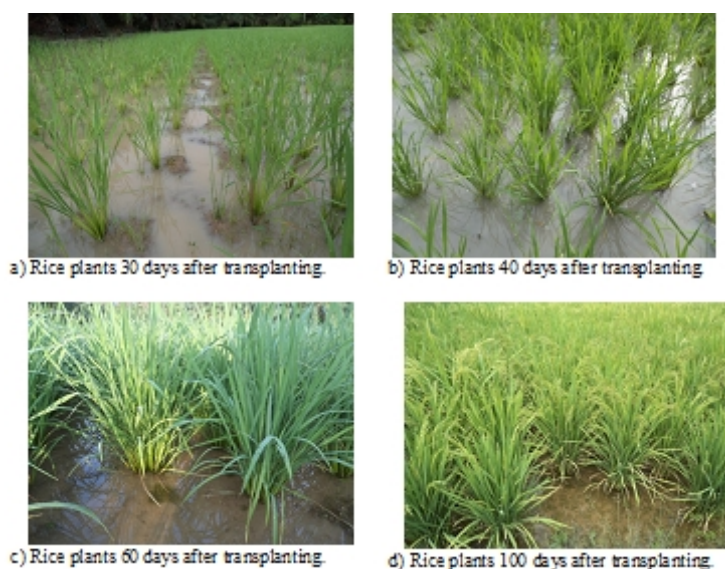 a) Rice plants 30 days after transplanting.
b) Rice plants 40 days after transplanting.
c) Rice plants 60 days after transplanting.
d) Rice plants 100 days after transplanting.